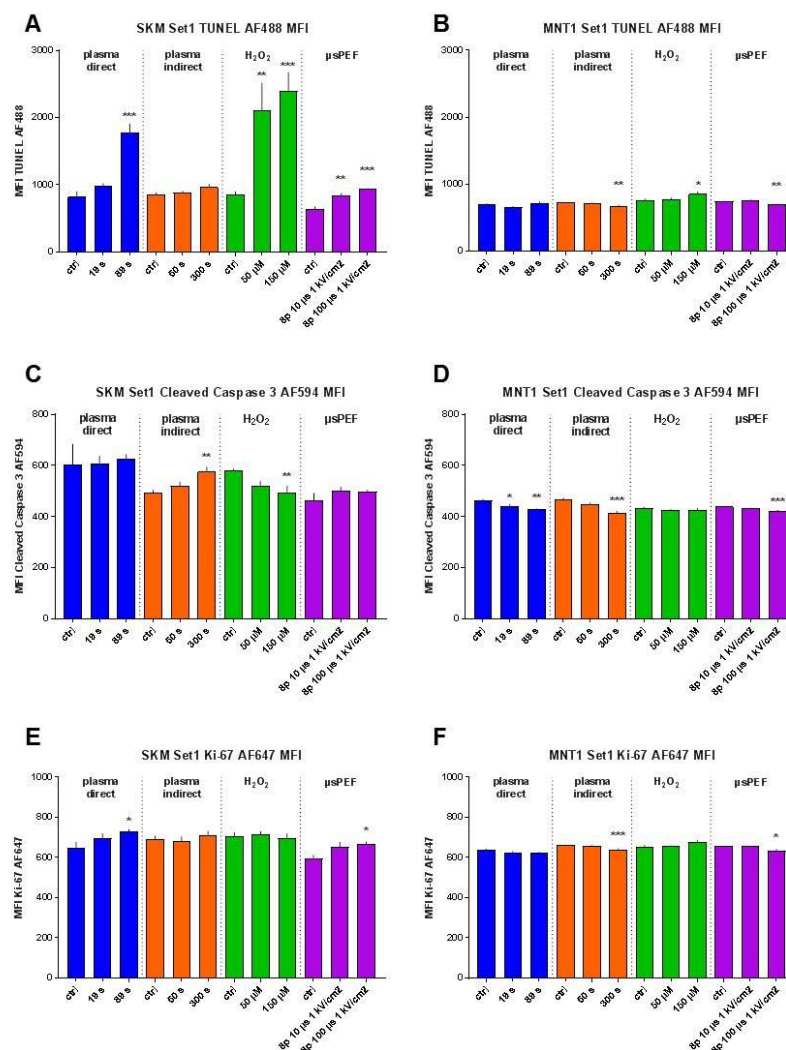 A
SKM Set1 TUNEL AF488 MFI
MFI TUNEL AF488
plasma direct
plasma indirect
H₂O₂
µsPEF
3000
2000
1000
0
***
** ***
** ***
ctrl 19 s 89 s ctrl 60 s 300 s ctrl 50 µM 150 µM ctrl 8p 10 µs 1 kV/cm2 8p 100 µs 1 kV/cm2
B
MNT1 Set1 TUNEL AF488 MFI
MFI TUNEL AF488
plasma direct
plasma indirect
H₂O₂
µsPEF
3000
2000
1000
0
**
*
**
ctrl 19 s 89 s ctrl 60 s 300 s ctrl 50 µM 150 µM ctrl 8p 10 µs 1 kV/cm2 8p 100 µs 1 kV/cm2
C
SKM Set1 Cleaved Caspase 3 AF594 MFI
MFI Cleaved Caspase 3 AF594
plasma direct
plasma indirect
H₂O₂
µsPEF
800
600
400
200
0
**
**
ctrl 19 s 89 s ctrl 60 s 300 s ctrl 50 µM 150 µM ctrl 8p 10 µs 1 kV/cm2 8p 100 µs 1 kV/cm2
D
MNT1 Set1 Cleaved Caspase 3 AF594 MFI
MFI Cleaved Caspase 3 AF594
plasma direct
plasma indirect
H₂O₂
µsPEF
800
600
400
200
0
* **
***
***
ctrl 19 s 89 s ctrl 60 s 300 s ctrl 50 µM 150 µM ctrl 8p 10 µs 1 kV/cm2 8p 100 µs 1 kV/cm2
E
SKM Set1 Ki-67 AF647 MFI
MFI Ki-67 AF647
plasma direct
plasma indirect
H₂O₂
µsPEF
1000
800
600
400
200
0
*
*
ctrl 19 s 89 s ctrl 60 s 300 s ctrl 50 µM 150 µM ctrl 8p 10 µs 1 kV/cm2 8p 100 µs 1 kV/cm2
F
MNT1 Set1 Ki-67 AF647 MFI
MFI Ki-67 AF647
plasma direct
plasma indirect
H₂O₂
µsPEF
1000
800
600
400
200
0
***
*
ctrl 19 s 89 s ctrl 60 s 300 s ctrl 50 µM 150 µM ctrl 8p 10 µs 1 kV/cm2 8p 100 µs 1 kV/cm2